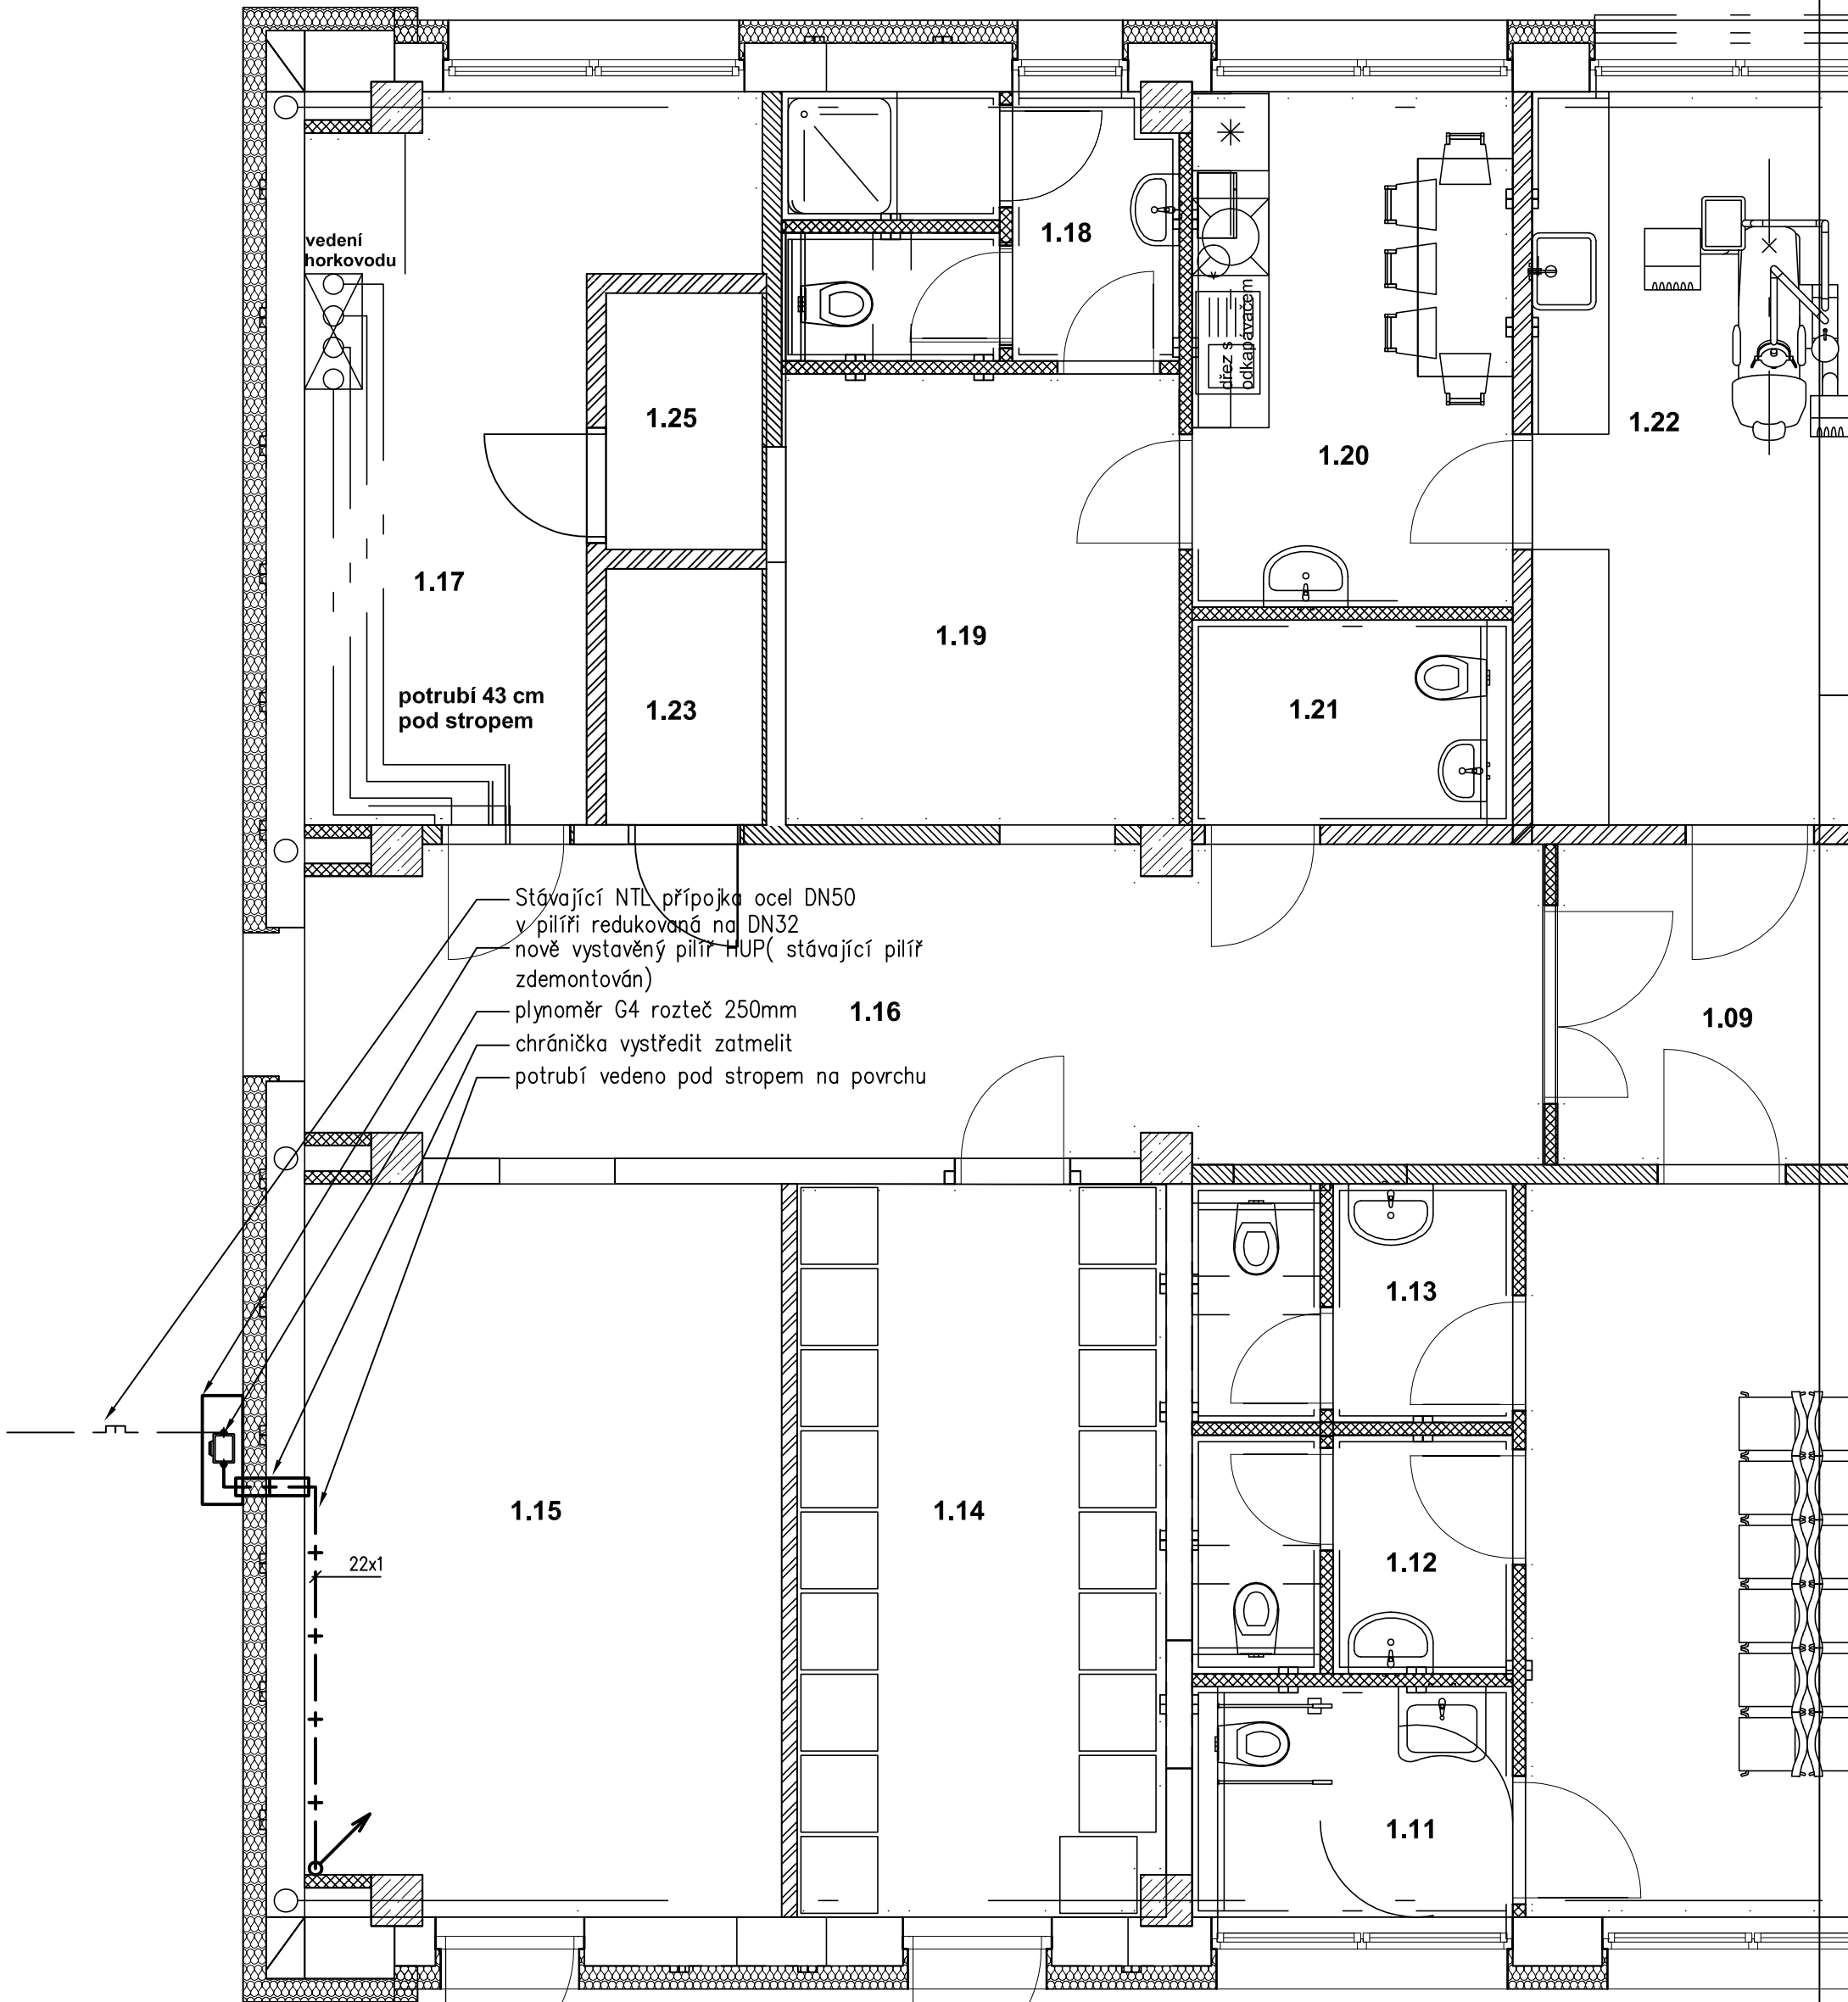 vedení
horkovodu
1.18
1.25
1.22
1.20
dřez s
odkapávačem
1.17
1.19
potrubí 43 cm
pod stropem
1.23
1.21
Stávající NTL přípojka ocel DN50
v pilíři redukovaná na DN32
nově vystavěný pilíř HUP( stávající pilíř
zdemontován)
plynoměr G4 rozteč 250mm
1.16
1.09
chránička vystředit zatmelit
potrubí vedeno pod stropem na povrchu
1.13
1.15
1.14
1.12
22x1
1.11